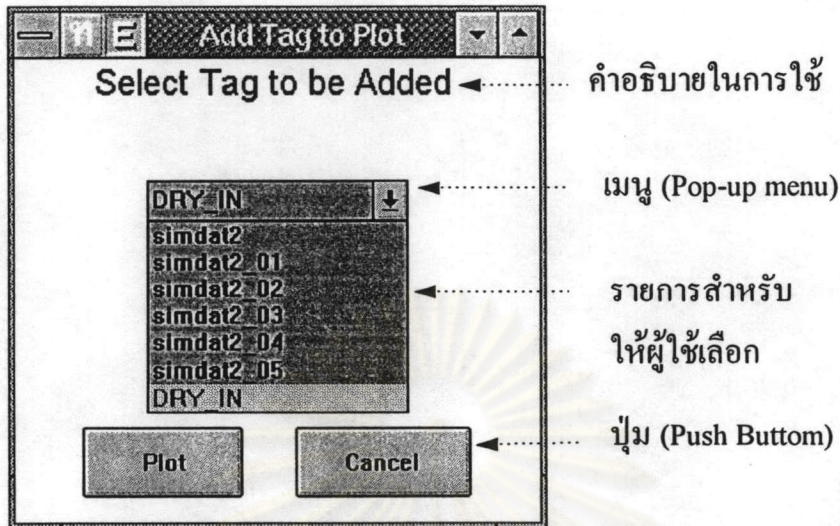 ก E Add Tag to Plot
Select Tag to be Added
คำอธิบายในการใช้
DRY_IN
เมนู (Pop-up menu)
simdat2
simdat2_01
simdat2_02
simdat2_03
simdat2_04
simdat2_05
DRY_IN
รายการสำหรับ
ให้ผู้ใช้เลือก
Plot
Cancel
ปุ่ม (Push Buttom)